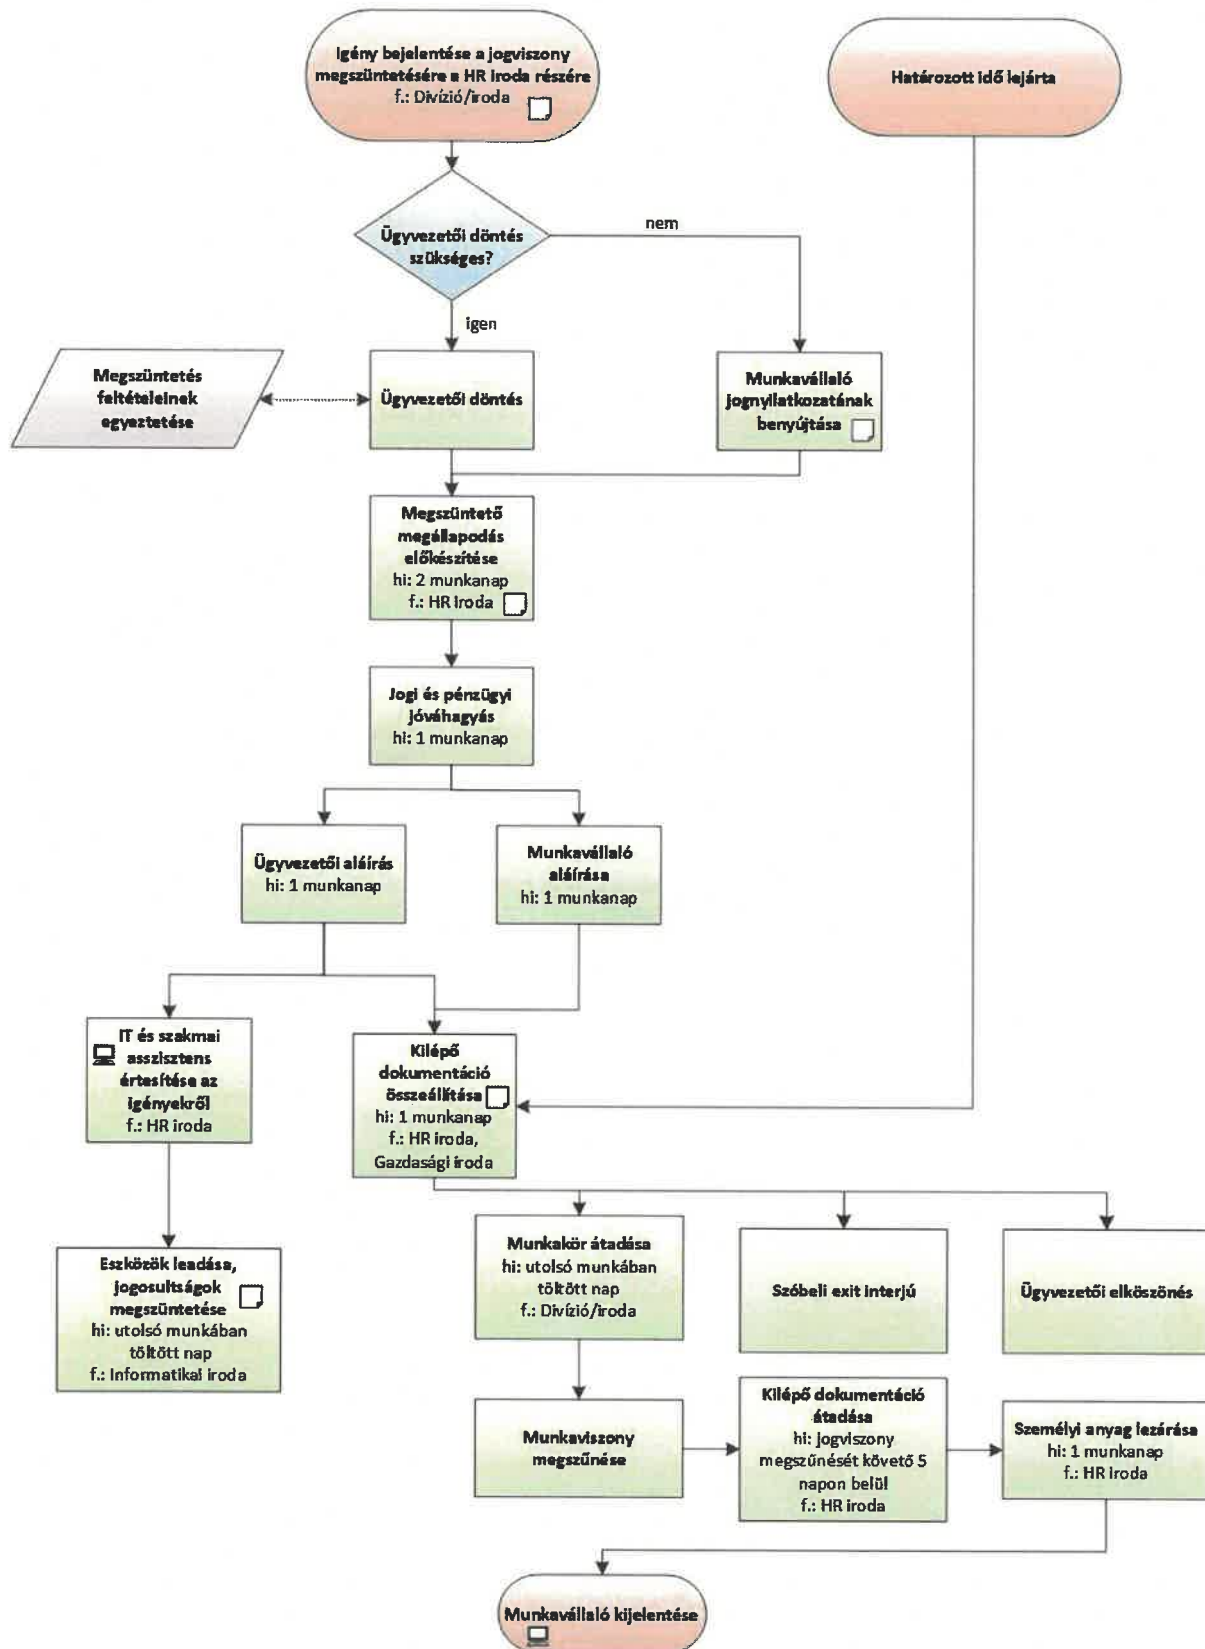 Igény bejelentése a jogviszony
megszüntetésére a HR iroda részére
f.: Divízió/iroda
Határozott idő lejárta
Ügyvezetői döntés
szükséges?
nem
igen
Megszüntetés
feltételeinek
egyeztetése
Ügyvezetői döntés
Munkavállaló
jognyilatkozatának
benyújtása
Megszüntető
megállapodás
előkészítése
hi: 2 munkanap
f.: HR iroda
Jogi és pénzügyi
jóváhagyás
hi: 1 munkanap
Ügyvezetői aláírás
hi: 1 munkanap
Munkavállaló
aláírása
hi: 1 munkanap
IT és szakmai
asszisztens
értesítése az
igényekről
f.: HR iroda
Kilépő
dokumentáció
összeállítása
hi: 1 munkanap
f.: HR iroda,
Gazdasági iroda
Eszközök leadása,
jogosultságok
megszüntetése
hi: utolsó munkában
töltött nap
f.: Informatikai iroda
Munkakör átadása
hi: utolsó munkában
töltött nap
f.: Divízió/iroda
Szóbeli exit interjú
Ügyvezetői elköszönés
Munkaviszony
megszűnése
Kilépő dokumentáció
átadása
hi: jogviszony
megszűnését követő 5
napon belül
f.: HR iroda
Személyi anyag lezárása
hi: 1 munkanap
f.: HR iroda
Munkavállaló kijelentése